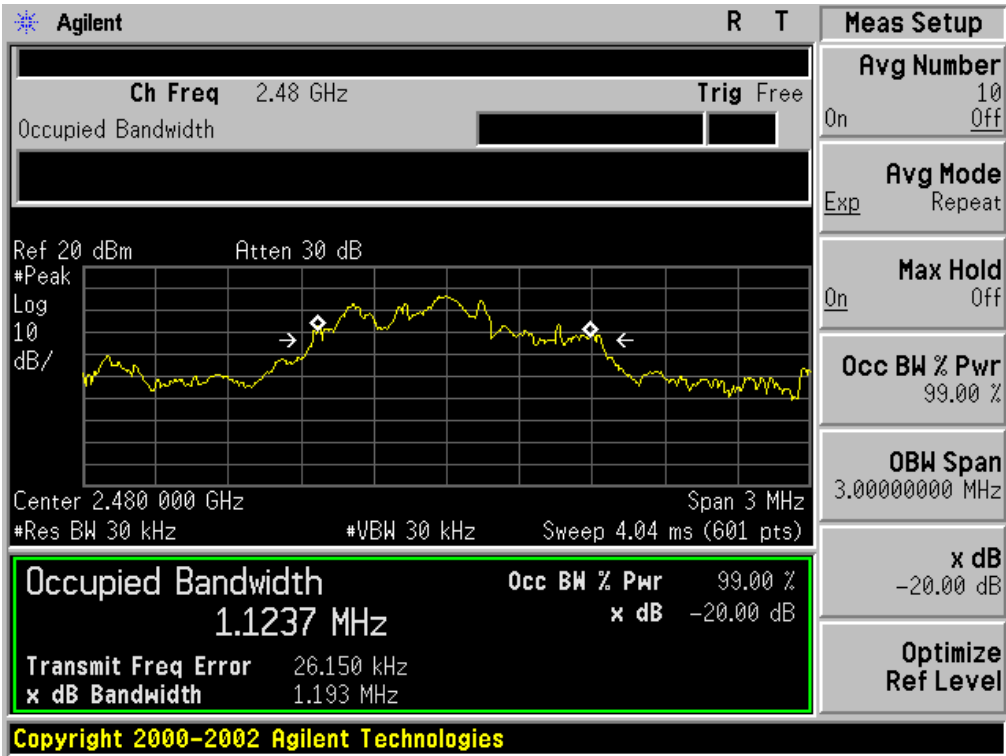 Agilent R T
Ch Freq 2.48 GHz Trig Free
Occupied Bandwidth
Ref 20 dBm Atten 30 dB
#Peak
Log
10
dB/
Center 2.480 000 GHz Span 3 MHz
#Res BW 30 kHz #VBW 30 kHz Sweep 4.04 ms (601 pts)
Occupied Bandwidth Occ BW % Pwr 99.00 %
1.1237 MHz x dB -20.00 dB
Transmit Freq Error 26.150 kHz
x dB Bandwidth 1.193 MHz
Copyright 2000-2002 Agilent Technologies
Meas Setup
Avg Number
10
On Off
Avg Mode
Exp Repeat
Max Hold
On Off
Occ BW % Pwr
99.00 %
OBW Span
3.00000000 MHz
x dB
-20.00 dB
Optimize
Ref Level